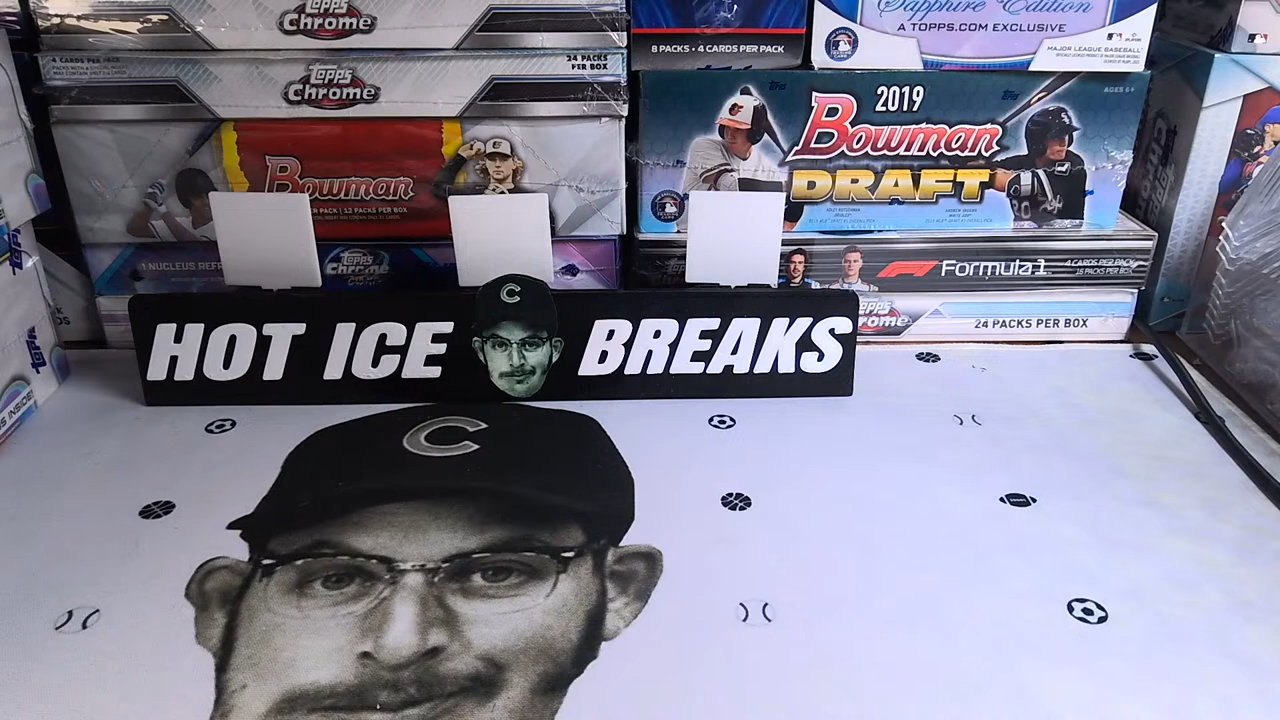 Topps
Chrome
4 CARDS PER PACK
24 PACKS
PER BOX
Topps
Chrome
Bowman
PER PACK | 12 PACKS PER BOX
1 NUCLEUS REFR
Chrome
8 PACKS • 4 CARDS PER PACK
Sapphire Edition
A TOPPS.COM EXCLUSIVE
MAJOR LEAGUE BASEBALL
2019
AGES 6+
Bowman
DRAFT
Formula 1
4 CARDS PER PACK
18 PACKS PER BOX
24 PACKS PER BOX
HOT ICE BREAKS
C
C
topps
topps
INSIDE!